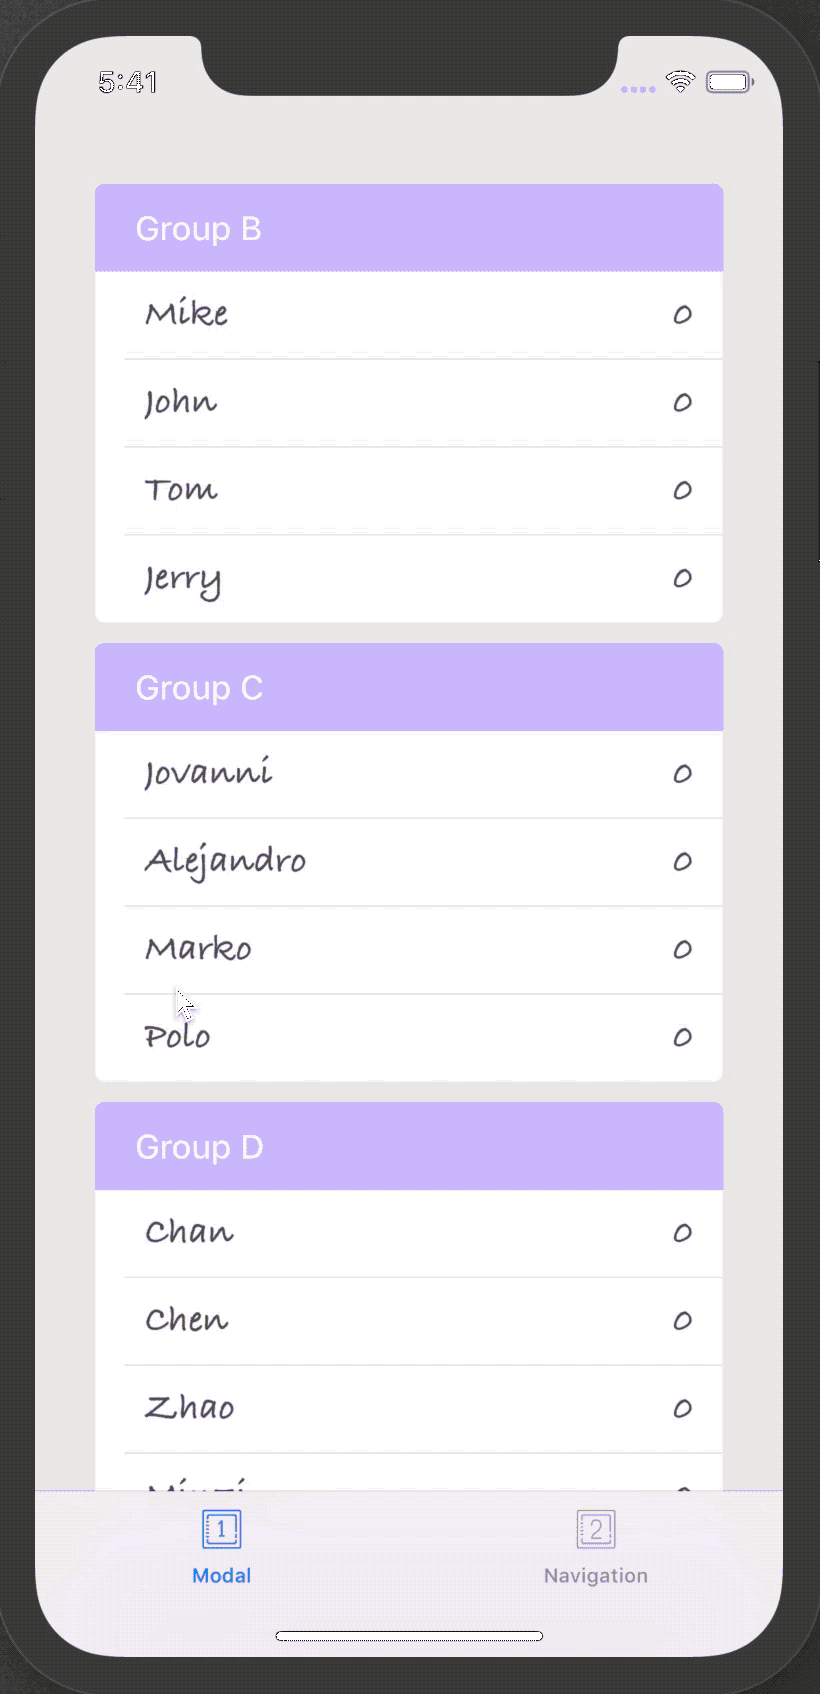 5:41
Group B
Mike 0
John 0
Tom 0
Jerry 0
Group C
Jovanni 0
Alejandro 0
Marko 0
Polo 0
Group D
Chan 0
Chen 0
Zhao 0
1 2
Modal Navigation